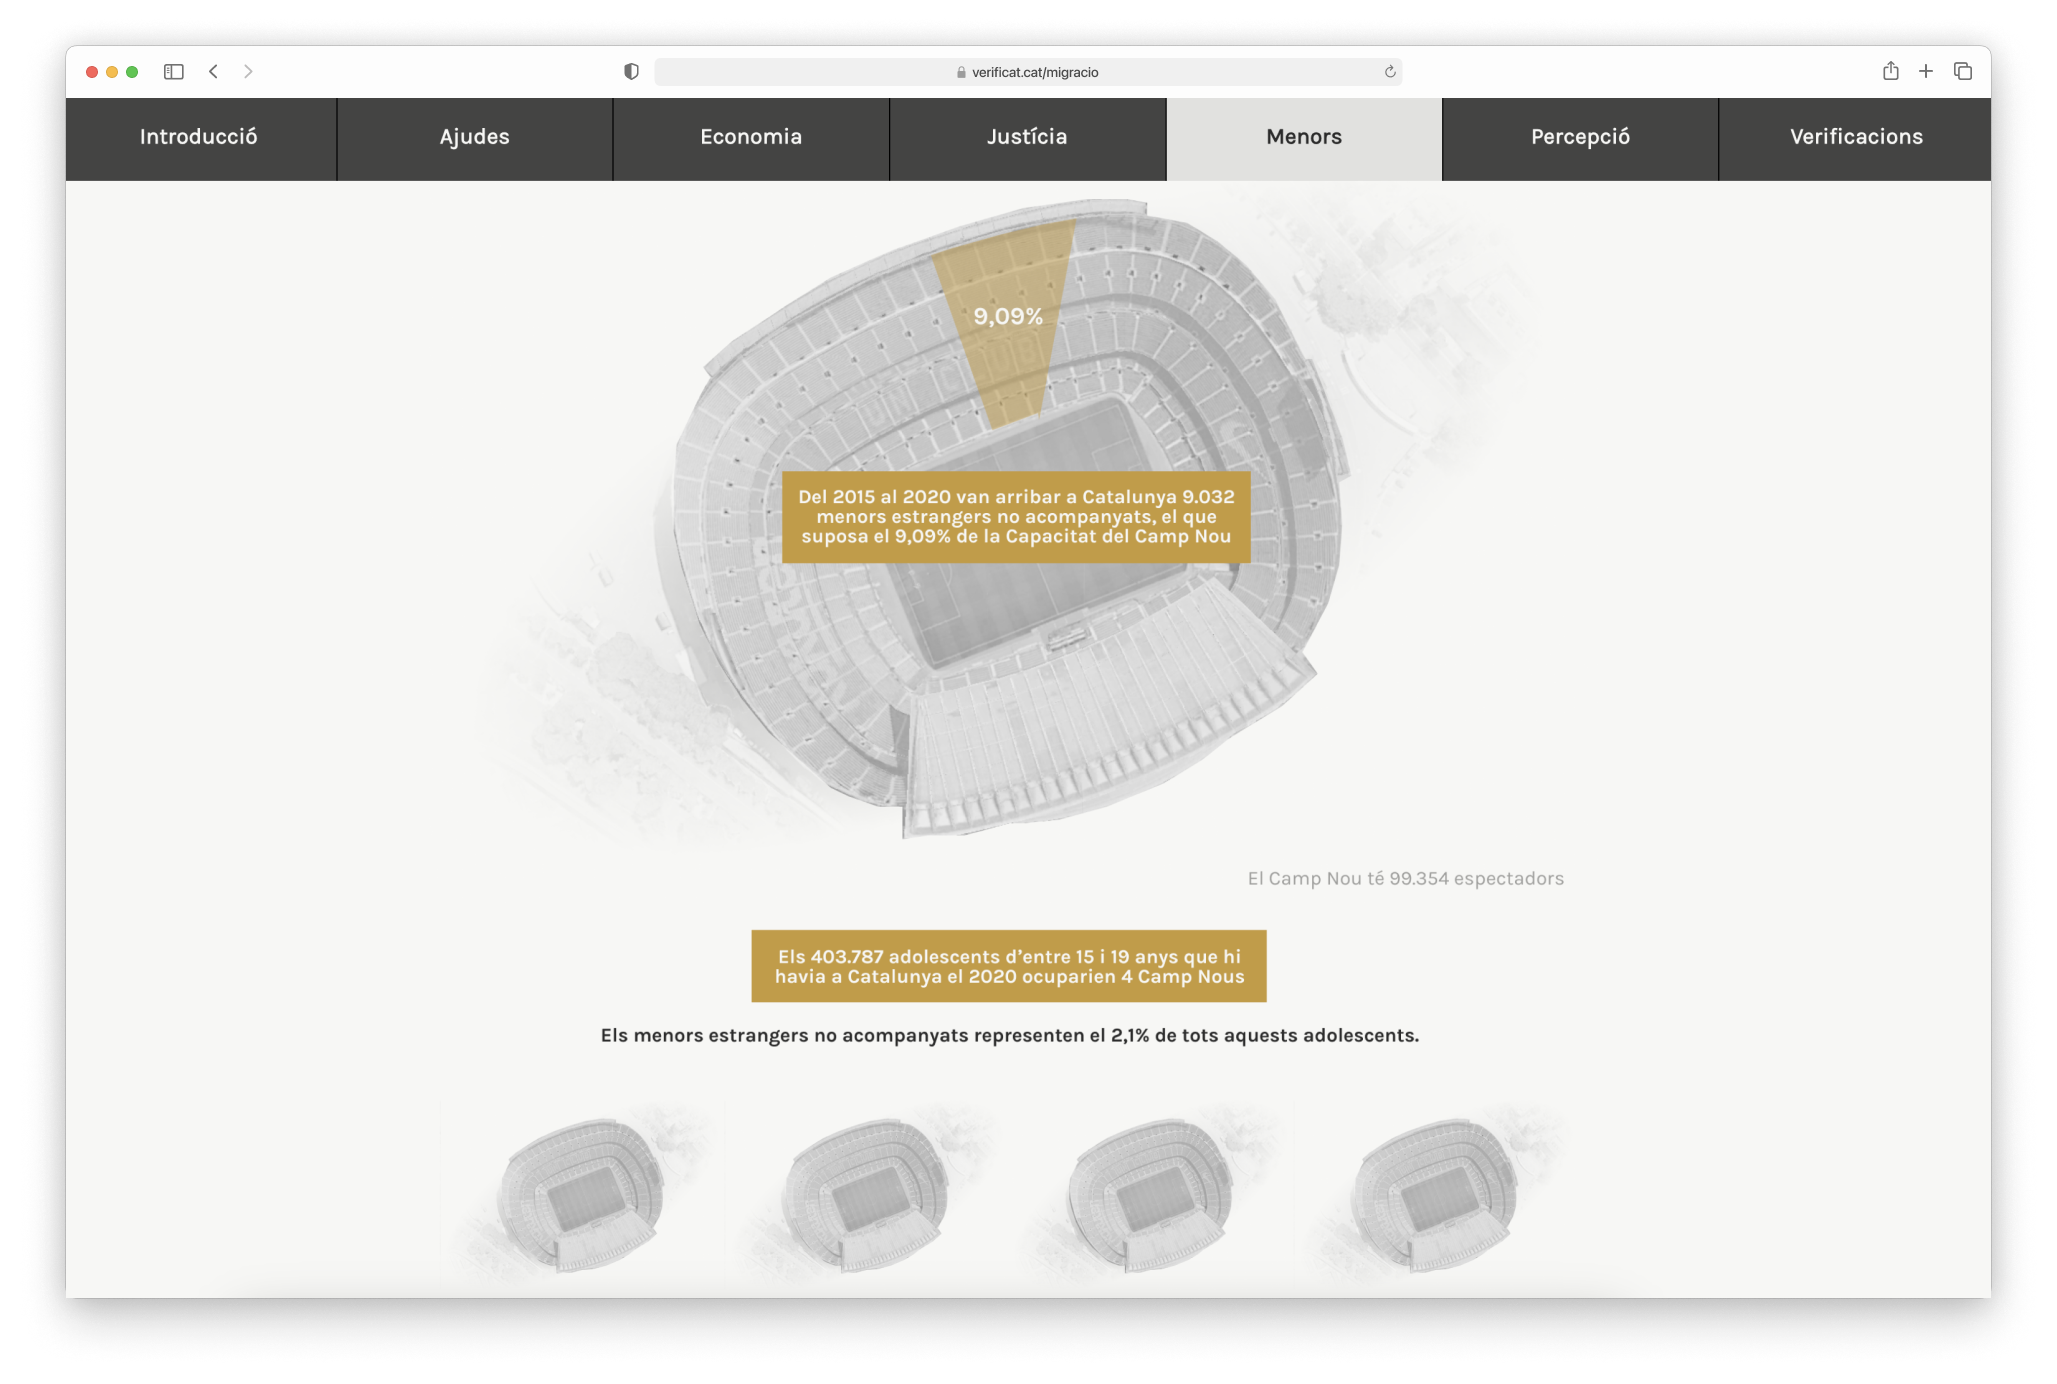 verificat.cat/migracio
Introducció
Ajudes
Economia
Justícia
Menors
Percepció
Verificacions
9,09%
Del 2015 al 2020 van arribar a Catalunya 9.032
menors estrangers no acompanyats, el que
suposa el 9,09% de la Capacitat del Camp Nou
El Camp Nou té 99.354 espectadors
Els 403.787 adolescents d’entre 15 i 19 anys que hi
havia a Catalunya el 2020 ocuparien 4 Camp Nous
Els menors estrangers no acompanyats representen el 2,1% de tots aquests adolescents.